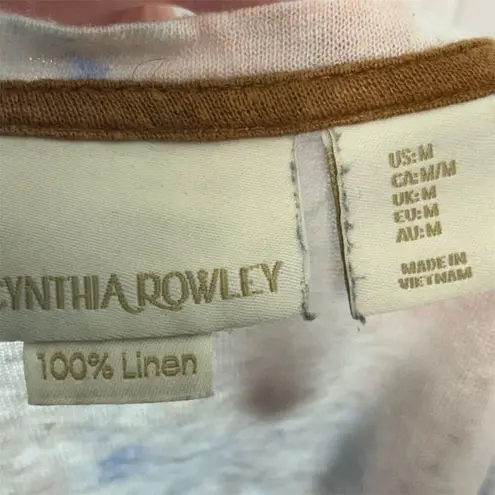 CYNTHIA ROWLEY
100% Linen
US:M
CA:M/M
UK:M
EU:M
AU:M
MADE IN
VIETNAM